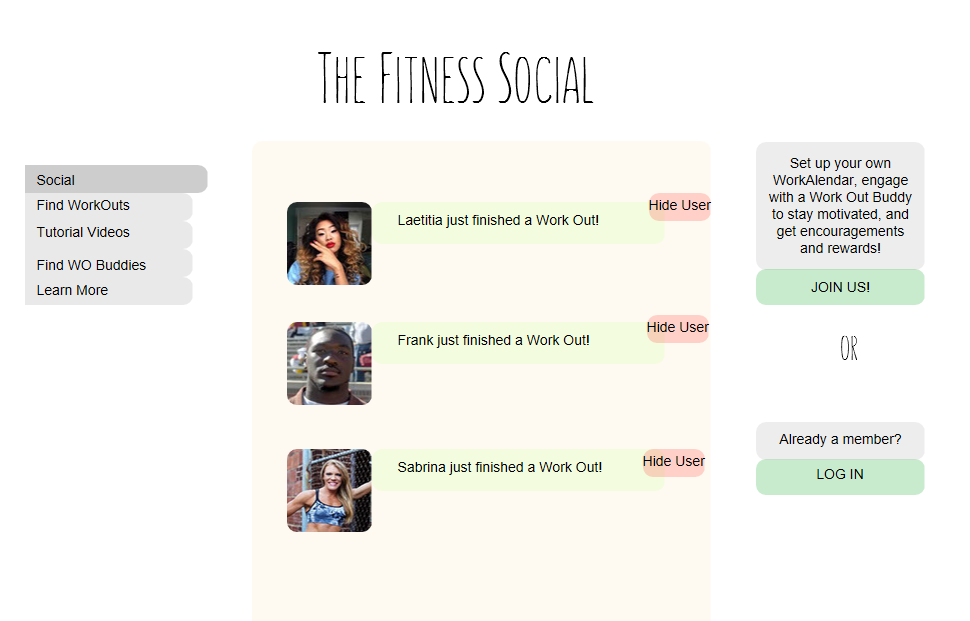 The Fitness Social
Social
Find WorkOuts
Tutorial Videos
Find WO Buddies
Learn More
Laetitia just finished a Work Out!
Hide User
Frank just finished a Work Out!
Hide User
Sabrina just finished a Work Out!
Hide User
Set up your own
WorkAlendar, engage
with a Work Out Buddy
to stay motivated, and
get encouragements
and rewards!
JOIN US!
OR
Already a member?
LOG IN